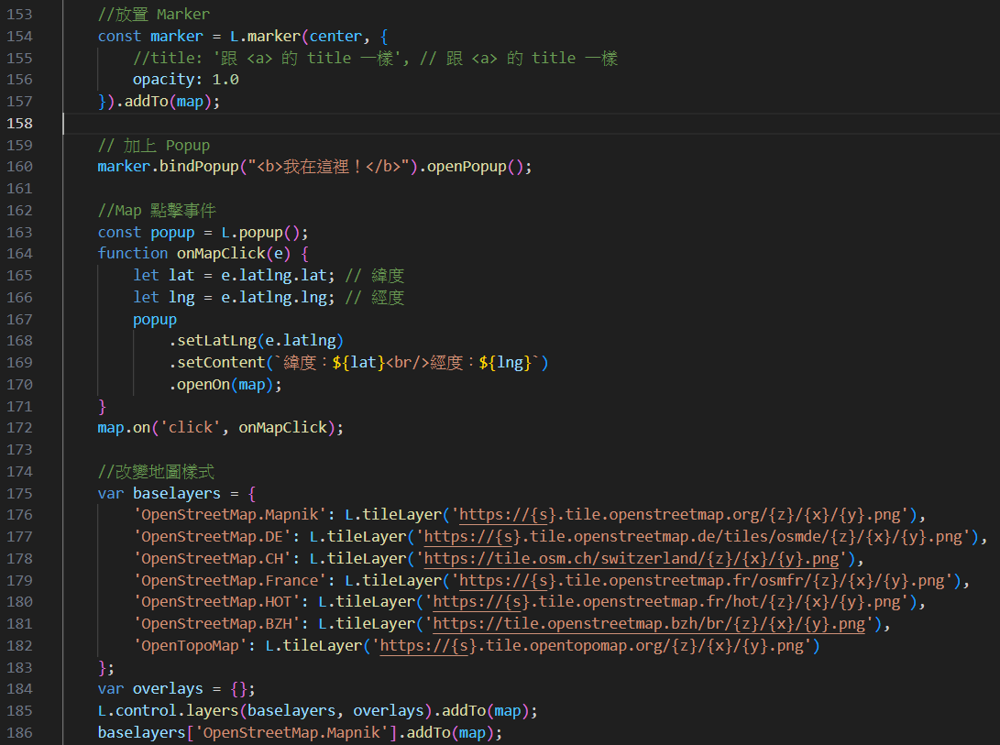 153 //放置 Marker
154 const marker = L.marker(center, {
155 //title: '跟 <a> 的 title 一樣', // 跟 <a> 的 title 一樣
156 opacity: 1.0
157 }).addTo(map);
158
159 // 加上 Popup
160 marker.bindPopup("<b>我在這裡！</b>").openPopup();
161
162 //Map 點擊事件
163 const popup = L.popup();
164 function onMapClick(e) {
165 let lat = e.latlng.lat; // 緯度
166 let lng = e.latlng.lng; // 經度
167 popup
168 .setLatLng(e.latlng)
169 .setContent(`緯度：${lat}<br/>經度：${lng}`)
170 .openOn(map);
171 }
172 map.on('click', onMapClick);
173
174 //改變地圖樣式
175 var baselayers = {
176 'OpenStreetMap.Mapnik': L.tileLayer('https://{s}.tile.openstreetmap.org/{z}/{x}/{y}.png'),
177 'OpenStreetMap.DE': L.tileLayer('https://{s}.tile.openstreetmap.de/tiles/osmde/{z}/{x}/{y}.png'),
178 'OpenStreetMap.CH': L.tileLayer('https://tile.osm.ch/switzerland/{z}/{x}/{y}.png'),
179 'OpenStreetMap.France': L.tileLayer('https://{s}.tile.openstreetmap.fr/osmfr/{z}/{x}/{y}.png'),
180 'OpenStreetMap.HOT': L.tileLayer('https://{s}.tile.openstreetmap.fr/hot/{z}/{x}/{y}.png'),
181 'OpenStreetMap.BZH': L.tileLayer('https://tile.openstreetmap.bzh/br/{z}/{x}/{y}.png'),
182 'OpenTopoMap': L.tileLayer('https://{s}.tile.opentopomap.org/{z}/{x}/{y}.png')
183 };
184 var overlays = {};
185 L.control.layers(baselayers, overlays).addTo(map);
186 baselayers['OpenStreetMap.Mapnik'].addTo(map);